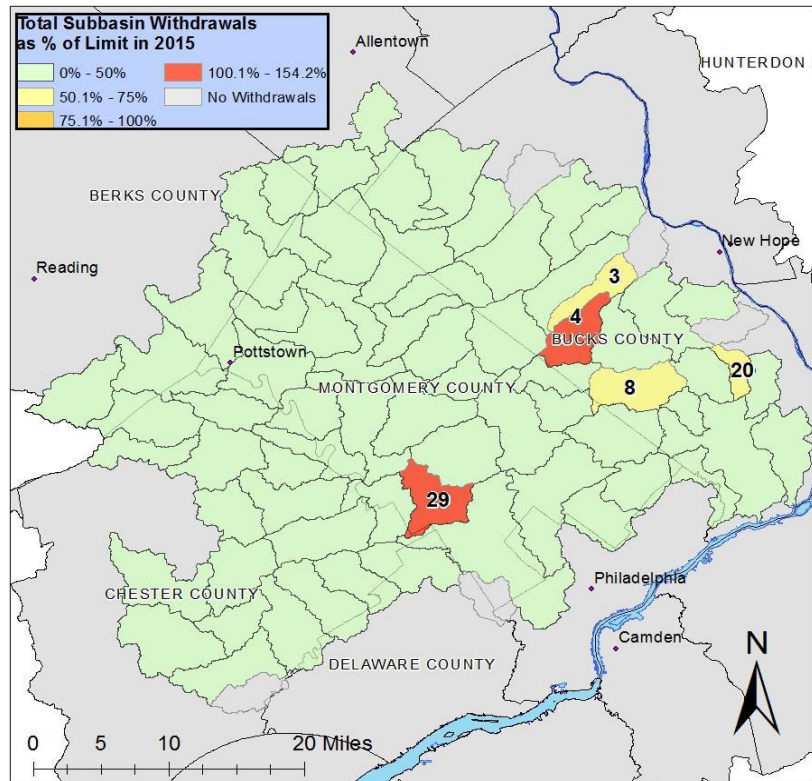 Total Subbasin Withdrawals
as % of Limit in 2015
0% - 50%
100.1% - 154.2%
50.1% - 75%
No Withdrawals
75.1% - 100%
Allentown
HUNTERDON
BERKS COUNTY
New Hope
Reading
3
4
BUCKS COUNTY
Pottstown
20
MONTGOMERY COUNTY
8
29
Philadelphia
CHESTER COUNTY
Camden
DELAWARE COUNTY
N
0 5 10 20 Miles